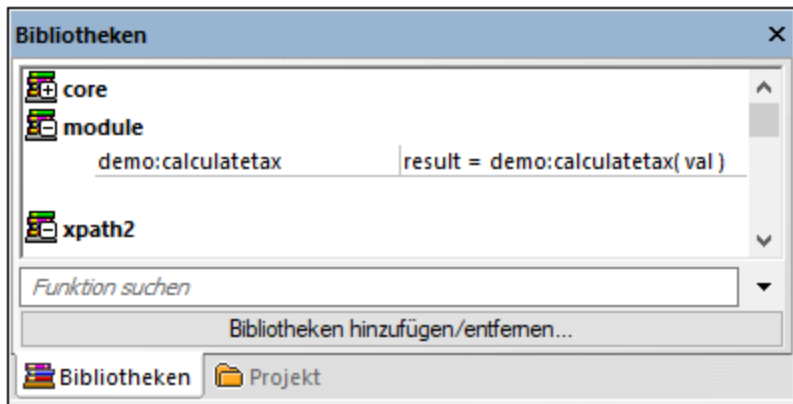 Bibliotheken
core
module
demo:calculatetax result = demo:calculatetax( val )
xpath2
Funktion suchen
Bibliotheken hinzufügen/entfernen...
Bibliotheken Projekt